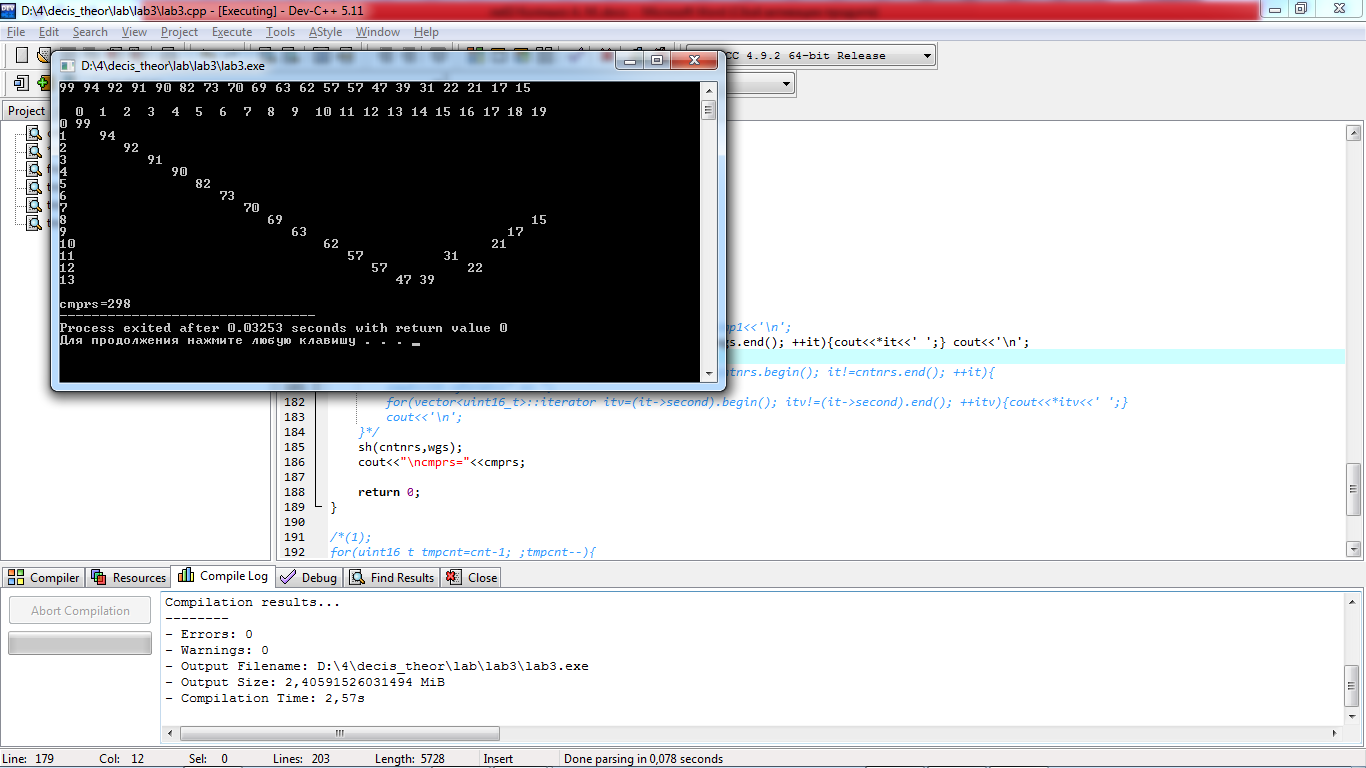 D:\4\decis_theor\lab\lab3\lab3.cpp - [Executing] - Dev-C++ 5.11
File Edit Search View Project Execute Tools AStyle Window Help
CC 4.9.2 64-bit Release
Project
D:\4\decis_theor\lab\lab3\lab3.exe
99 94 92 91 90 82 73 70 69 63 62 57 57 47 39 31 22 21 17 15
0 1 2 3 4 5 6 7 8 9 10 11 12 13 14 15 16 17 18 19
0 99
1 94
2 92
3 91
4 90
5 82
6 73
7 70
8 69 15
9 63 17
10 62 21
11 57 31
12 57 22
13 47 39
cmprs=298
--------------------------------
Process exited after 0.03253 seconds with return value 0
Для продолжения нажмите любую клавишу . . . _
p1<<'\n';
s.end(); ++it){cout<<*it<<' ';} cout<<'\n';
ntnrs.begin(); it!=cntnrs.end(); ++it){
182 for(vector<uint16_t>::iterator itv=(it->second).begin(); itv!=(it->second).end(); ++itv){cout<<*itv<<' ';}
183 cout<<'\n';
184 }*/
185 sh(cntnrs,wgs);
186 cout<<"\ncmprs="<<cmprs;
187
188 return 0;
189 }
190
191 /*(1);
192 for(uint16_t tmpcnt=cnt-1; ;tmpcnt--){
Compiler Resources Compile Log Debug Find Results Close
Abort Compilation
Compilation results...
--------
- Errors: 0
- Warnings: 0
- Output Filename: D:\4\decis_theor\lab\lab3\lab3.exe
- Output Size: 2,40591526031494 MiB
- Compilation Time: 2,57s
Line: 179 Col: 12 Sel: 0 Lines: 203 Length: 5728 Insert Done parsing in 0,078 seconds